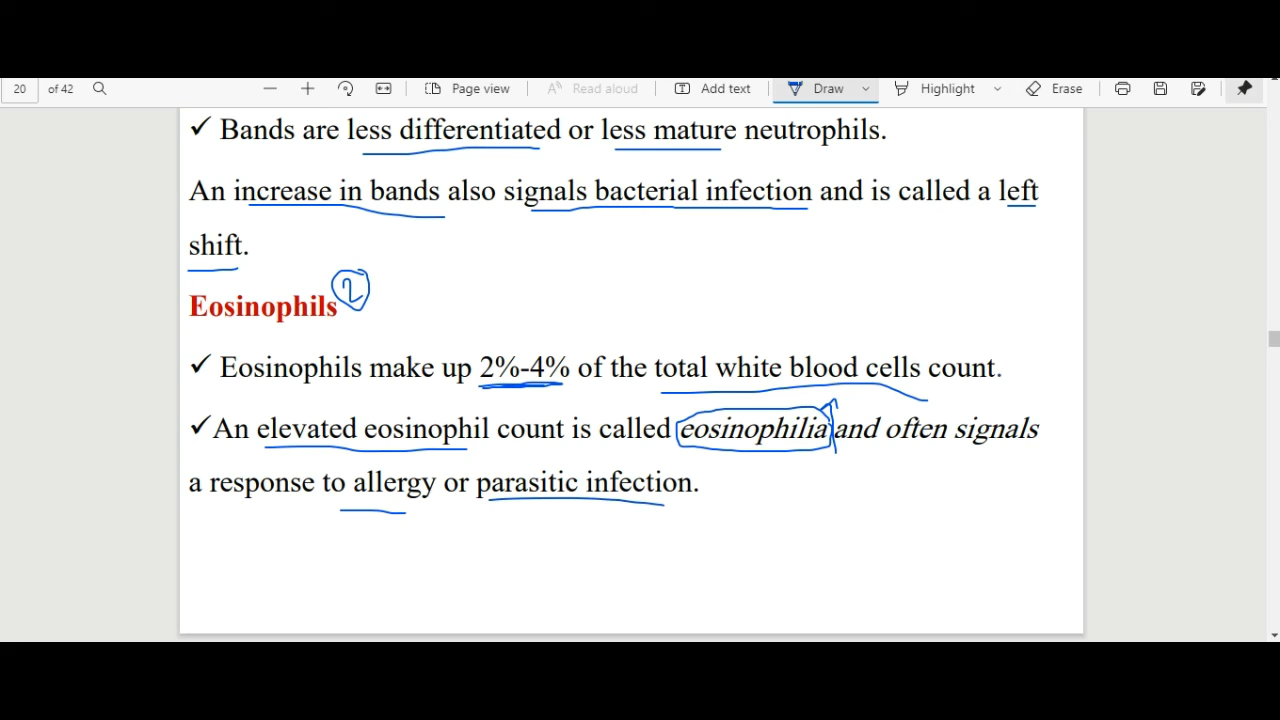 20 of 42 Page view Read aloud Add text Draw Highlight Erase
✓ Bands are less differentiated or less mature neutrophils.
An increase in bands also signals bacterial infection and is called a left
shift.
Eosinophils 2
✓ Eosinophils make up 2%-4% of the total white blood cells count.
✓An elevated eosinophil count is called eosinophilia and often signals
a response to allergy or parasitic infection.